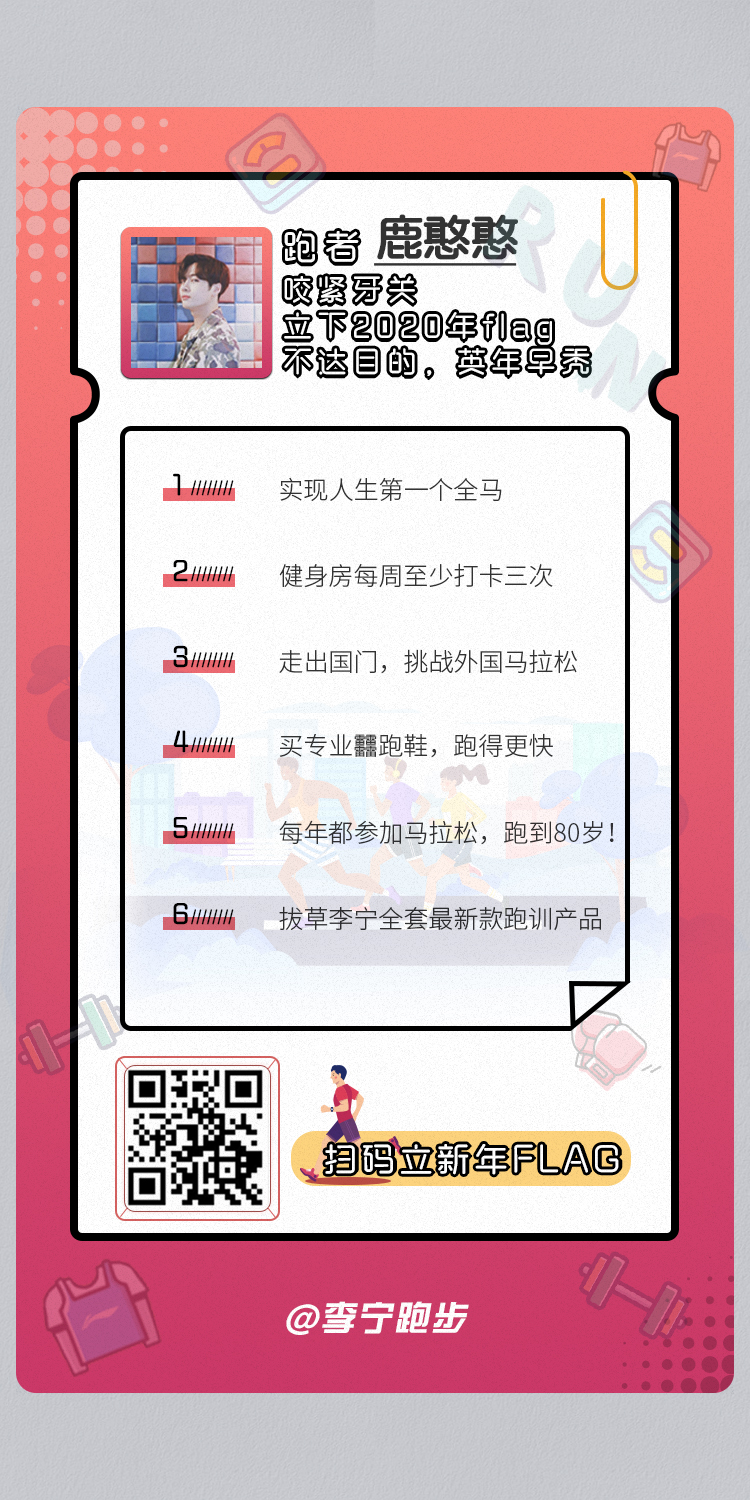 跑者 鹿憨憨
咬紧牙关
立下2020年flag
不达目的，英年早秃
RUN
1 实现人生第一个全马
2 健身房每周至少打卡三次
3 走出国门，挑战外国马拉松
4 买专业龘跑鞋，跑得更快
5 每年都参加马拉松，跑到80岁！
6 拔草李宁全套最新款跑训产品
扫码立新年FLAG
@李宁跑步